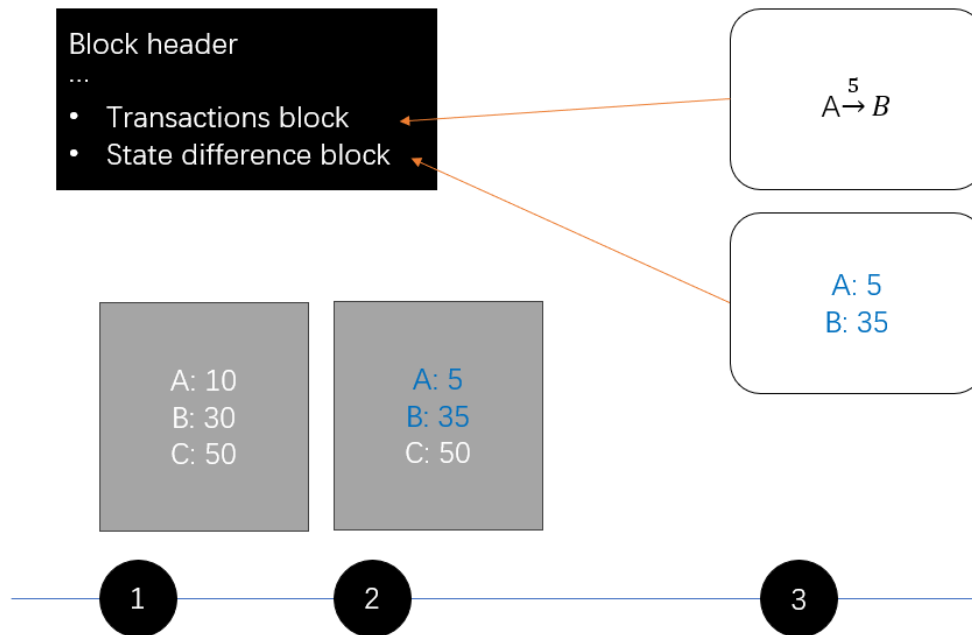 Block header
...
• Transactions block
• State difference block
5
A→B
A: 5
B: 35
A: 10
B: 30
C: 50
A: 5
B: 35
C: 50
1
2
3